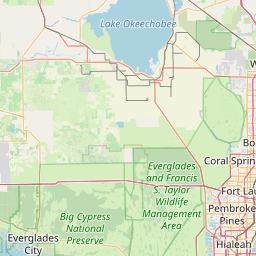 Lake Okeechobee
W
Bo
Coral Spring
Everglades
and Francis
S. Taylor
Wildlife
Management
Area
Fort Lau
Pembroke
Pines
Big Cypress
National
Preserve
Everglades
City
Hialeah